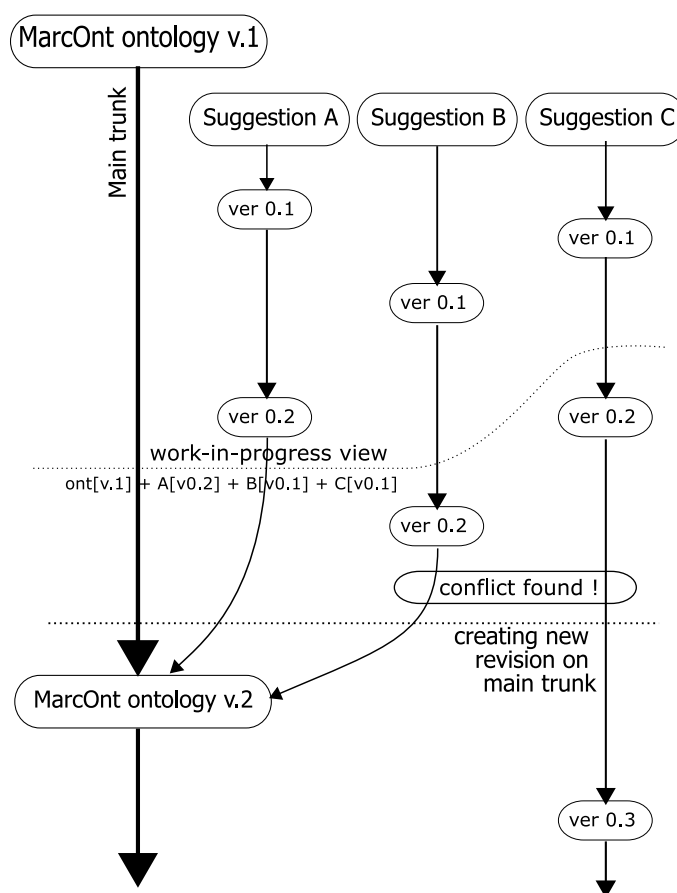 MarcOnt ontology v.1
Main trunk
Suggestion A
Suggestion B
Suggestion C
ver 0.1
ver 0.1
ver 0.1
ver 0.2
ver 0.2
work-in-progress view
ont[v.1] + A[v0.2] + B[v0.1] + C[v0.1]
ver 0.2
conflict found !
creating new
revision on
main trunk
MarcOnt ontology v.2
ver 0.3